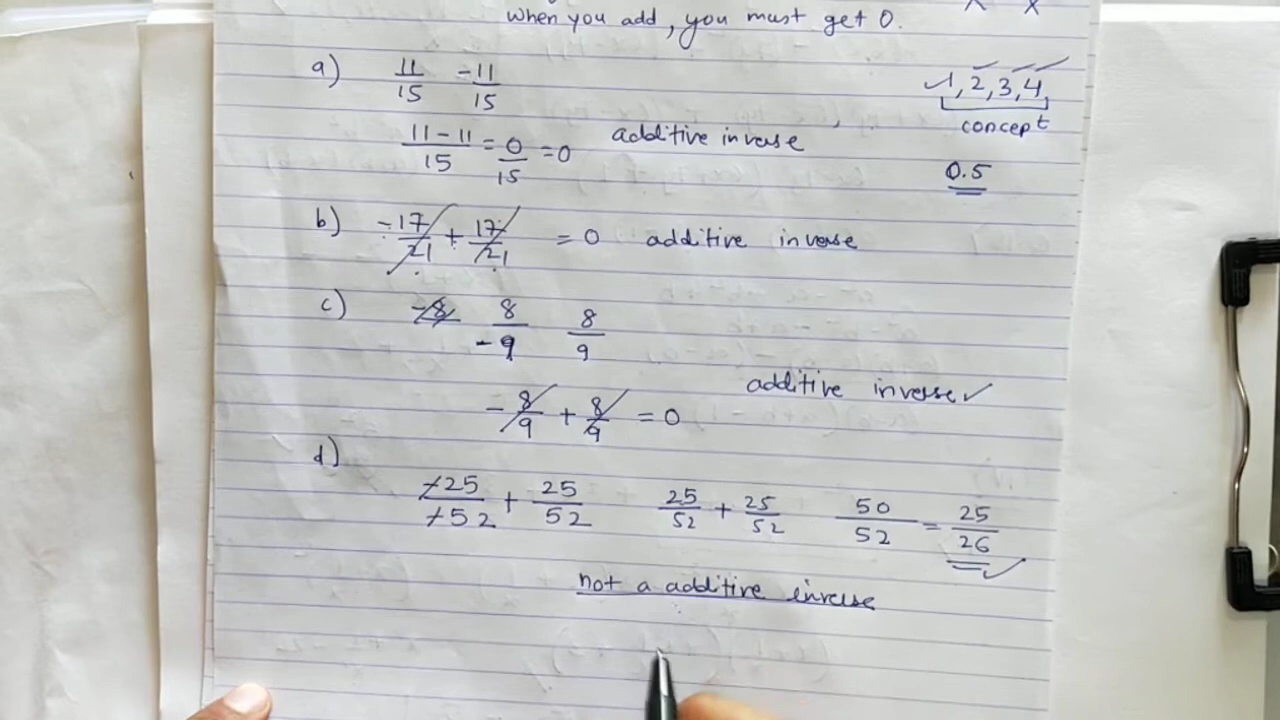 when you add, you must get 0.
a) 11/15 -11/15
1, 2, 3, 4,
concept
11-11/15 = 0/15 = 0 additive inverse
0.5
b) -17/21 + 17/21 = 0 additive inverse
c) -8 8/-9 8/9
additive inverse ✓
-8/9 + 8/9 = 0
d)
-25/-52 + 25/52 25/52 + 25/52 50/52 = 25/26
not a additive inverse